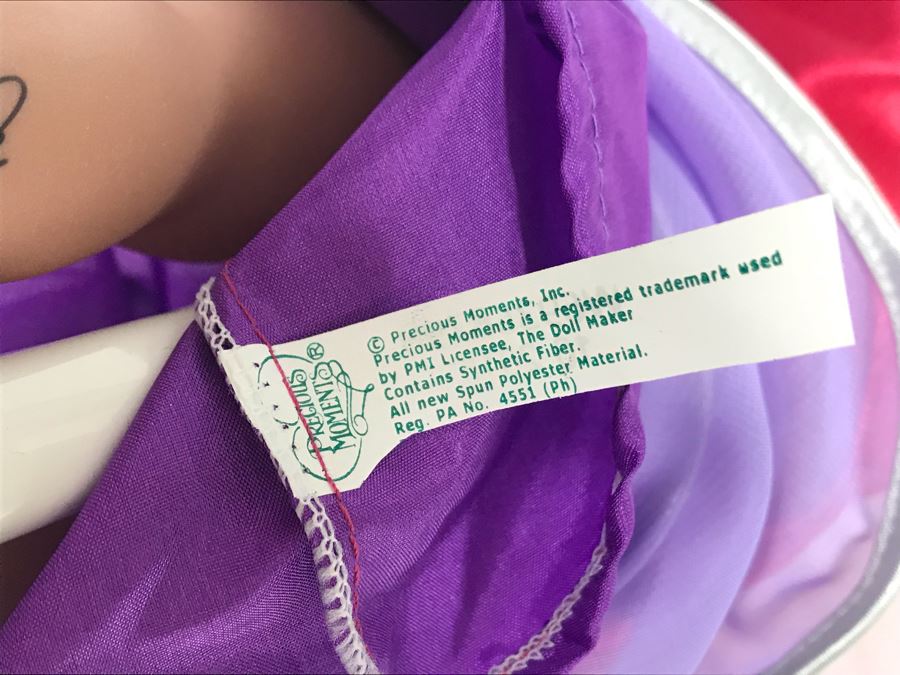 PRECIOUS
MOMENTS®
© Precious Moments, Inc.
Precious Moments is a registered trademark used
by PMI Licensee, The Doll Maker
Contains Synthetic Fiber.
All new Spun Polyester Material.
Reg. PA No. 4551 (Ph)